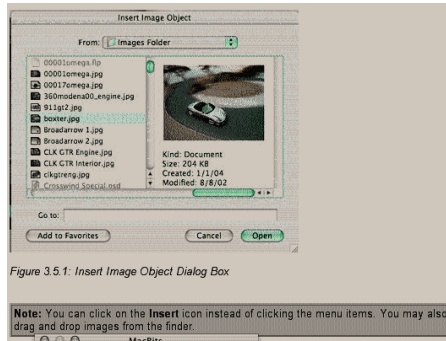 Insert Image Object
From: Images Folder
00001omega.flp
00001omega.jpg
00017omega.jpg
360modena00_engine.jpg
911gt2.jpg
boxter.jpg
Broadarrow 1.jpg
Broadarrow 2.jpg
CLK GTR Engine.jpg
CLK GTR Interior.jpg
clkgtreng.jpg
Crosswind Special.psd
Kind: Document
Size: 204 KB
Created: 1/1/04
Modified: 8/8/02
Go to:
Add to Favorites Cancel Open
Figure 3.5.1: Insert Image Object Dialog Box
Note: You can click on the Insert icon instead of clicking the menu items. You may also
drag and drop images from the finder.
MacBits